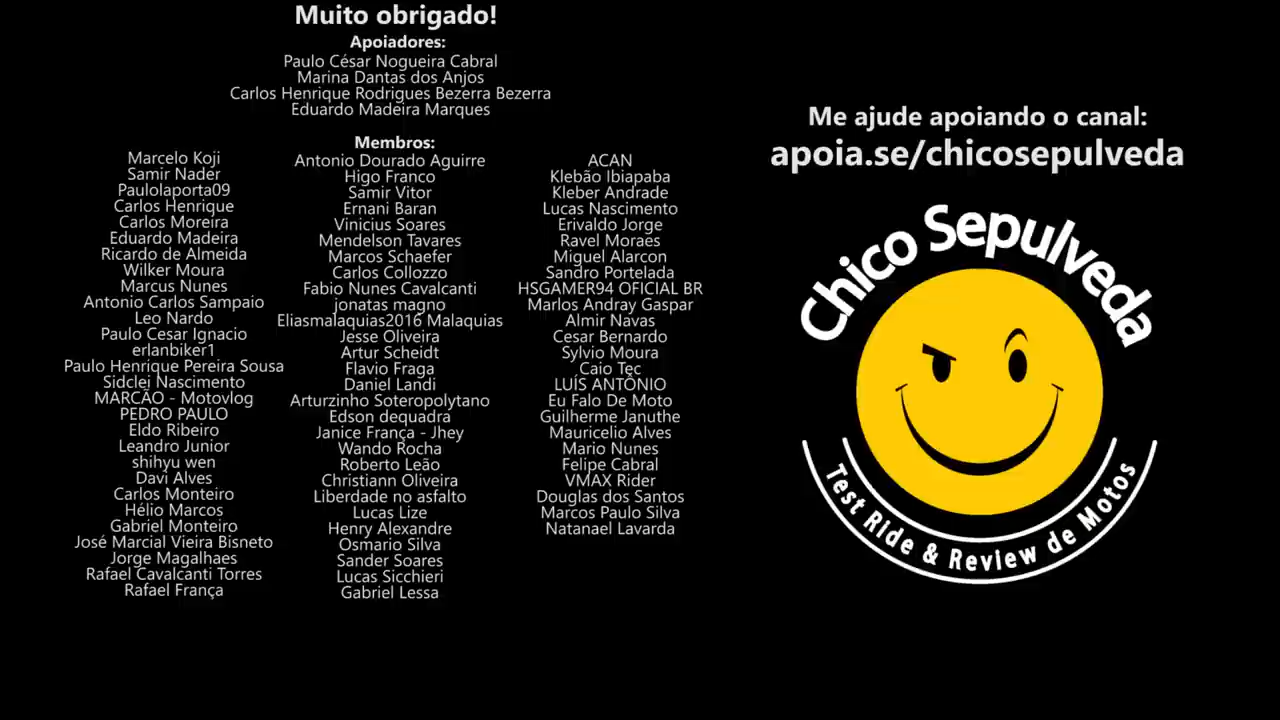 Muito obrigado!
Apoiadores:
Paulo César Nogueira Cabral
Marina Dantas dos Anjos
Carlos Henrique Rodrigues Bezerra Bezerra
Eduardo Madeira Marques
Membros:
Marcelo Koji
Samir Nader
Paulolaporta09
Carlos Henrique
Carlos Moreira
Eduardo Madeira
Ricardo de Almeida
Wilker Moura
Marcus Nunes
Antonio Carlos Sampaio
Leo Nardo
Paulo Cesar Ignacio
erlanbiker1
Paulo Henrique Pereira Sousa
Sidclei Nascimento
MARCÃO - Motovlog
PEDRO PAULO
Eldo Ribeiro
Leandro Junior
shihyu wen
Davi Alves
Carlos Monteiro
Hélio Marcos
Gabriel Monteiro
José Marcial Vieira Bisneto
Jorge Magalhaes
Rafael Cavalcanti Torres
Rafael França
Antonio Dourado Aguirre
Higo Franco
Samir Vitor
Ernani Baran
Vinicius Soares
Mendelson Tavares
Marcos Schaefer
Carlos Collozzo
Fabio Nunes Cavalcanti
jonatas magno
Eliasmalaquias2016 Malaquias
Jesse Oliveira
Artur Scheidt
Flavio Fraga
Daniel Landi
Arturzinho Soteropolytano
Edson dequadra
Janice França - Jhey
Wando Rocha
Roberto Leão
Christiann Oliveira
Liberdade no asfalto
Lucas Lize
Henry Alexandre
Osmario Silva
Sander Soares
Lucas Sicchieri
Gabriel Lessa
ACAN
Klebão Ibiapaba
Kleber Andrade
Lucas Nascimento
Erivaldo Jorge
Ravel Moraes
Miguel Alarcon
Sandro Portelada
HSGAMER94 OFICIAL BR
Marlos Andray Gaspar
Almir Navas
Cesar Bernardo
Sylvio Moura
Caio Tec
LUÍS ANTÔNIO
Eu Falo De Moto
Guilherme Januthe
Mauricelio Alves
Mario Nunes
Felipe Cabral
VMAX Rider
Douglas dos Santos
Marcos Paulo Silva
Natanael Lavarda
Me ajude apoiando o canal:
apoia.se/chicosepulveda
Chico Sepulveda
Test Ride & Review de Motos